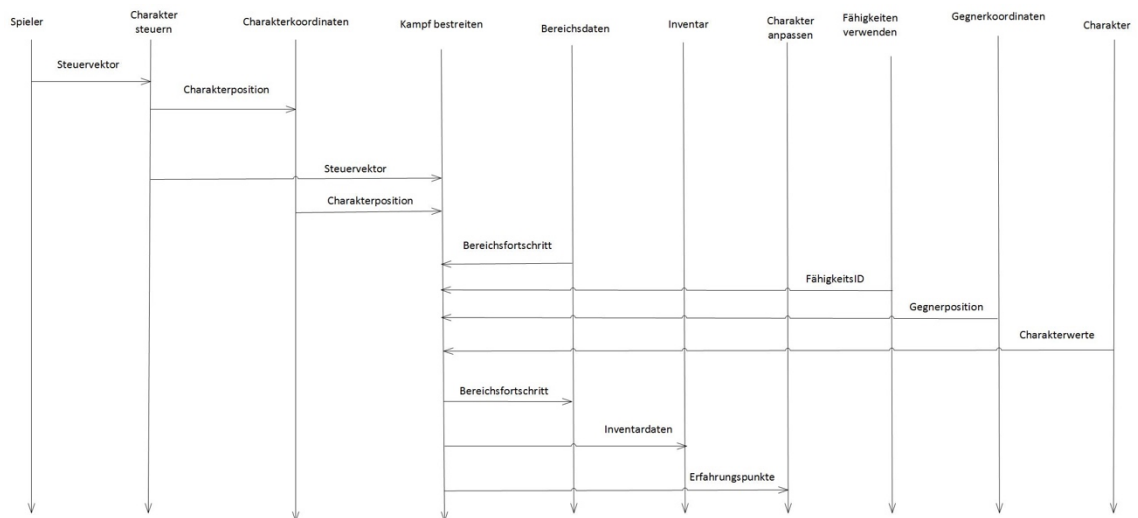 Spieler
Charakter
steuern
Charakterkoordinaten
Kampf bestreiten
Bereichsdaten
Inventar
Charakter
anpassen
Fähigkeiten
verwenden
Gegnerkoordinaten
Charakter
Steuervektor
Charakterposition
Steuervektor
Charakterposition
Bereichsfortschritt
FähigkeitsID
Gegnerposition
Charakterwerte
Bereichsfortschritt
Inventardaten
Erfahrungspunkte